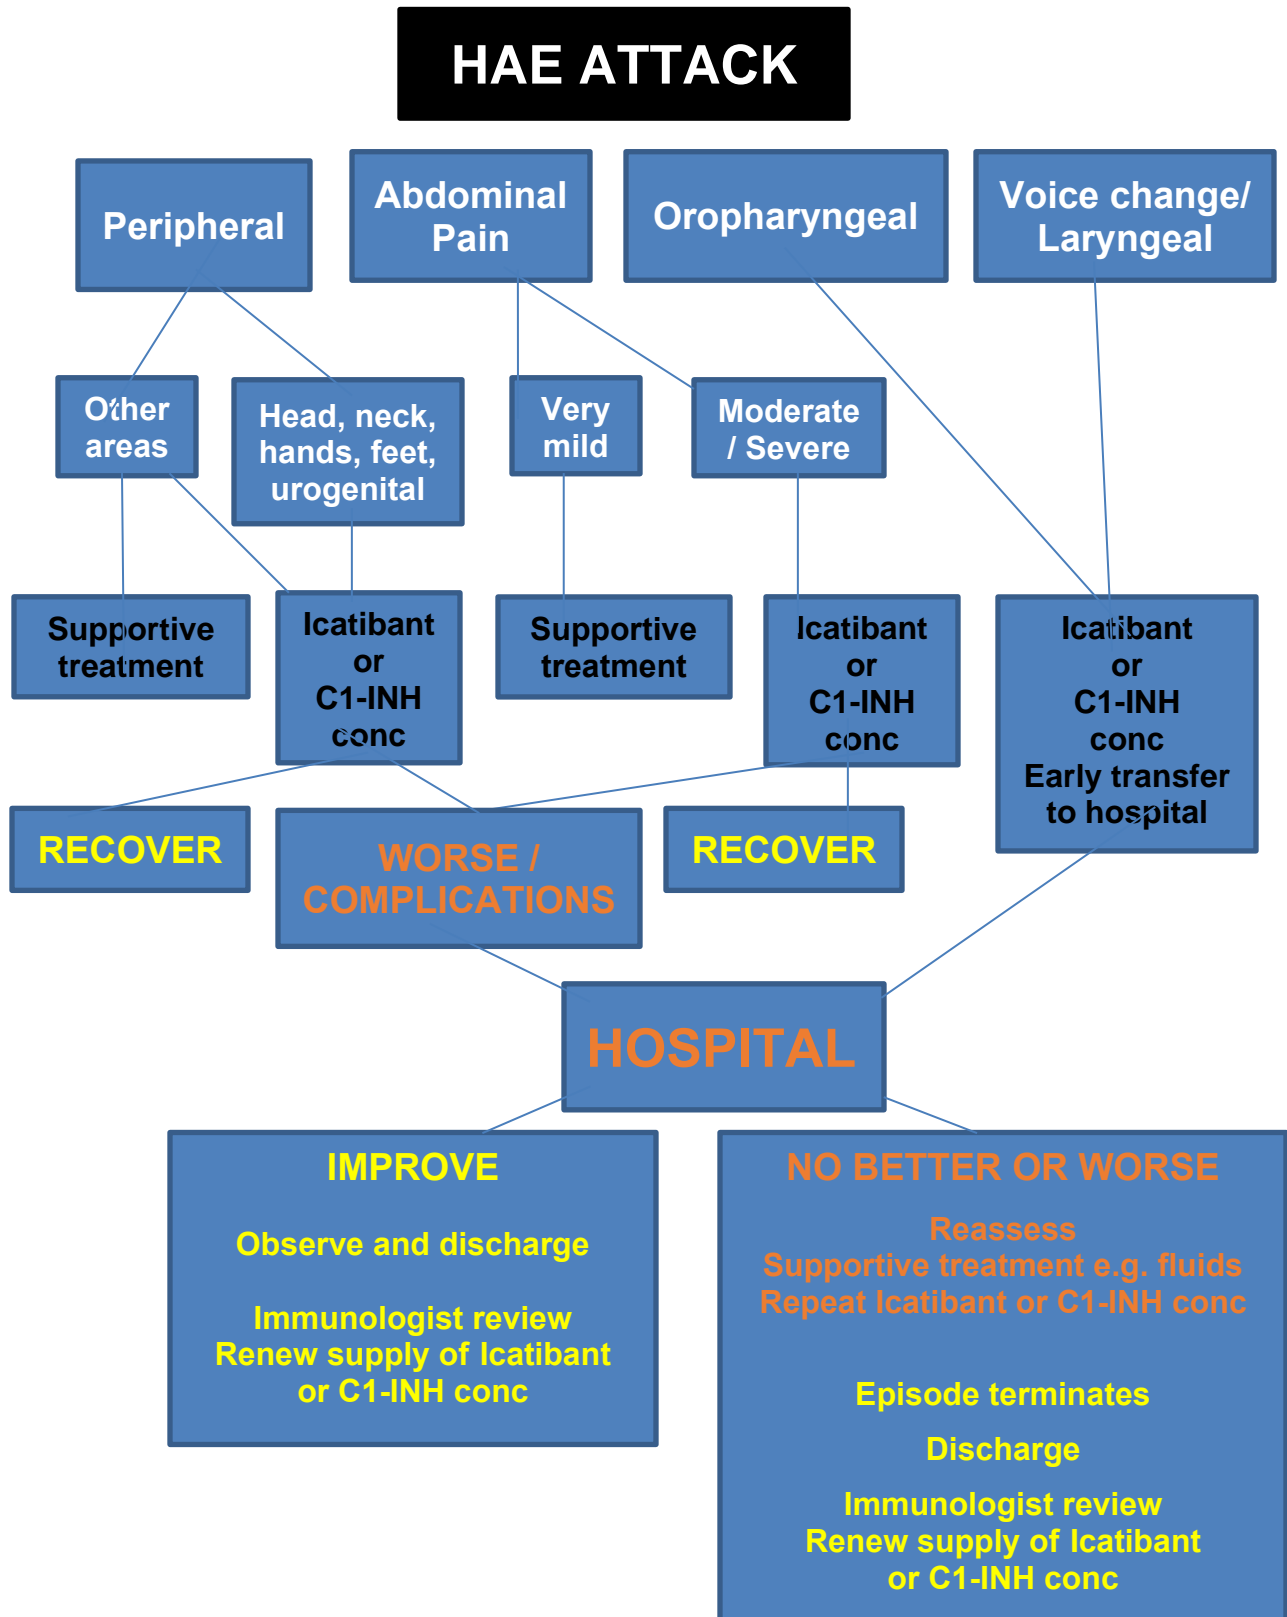 HAE ATTACK
Peripheral
Abdominal
Pain
Oropharyngeal
Voice change/
Laryngeal
Other
areas
Head, neck,
hands, feet,
urogenital
Very
mild
Moderate
/ Severe
Supportive
treatment
Icatibant
or
C1-INH
conc
Supportive
treatment
Icatibant
or
C1-INH
conc
Icatibant
or
C1-INH
conc
Early transfer
to hospital
RECOVER
WORSE /
COMPLICATIONS
RECOVER
HOSPITAL
IMPROVE
Observe and discharge
Immunologist review
Renew supply of Icatibant
or C1-INH conc
NO BETTER OR WORSE
Reassess
Supportive treatment e.g. fluids
Repeat Icatibant or C1-INH conc
Episode terminates
Discharge
Immunologist review
Renew supply of Icatibant
or C1-INH conc